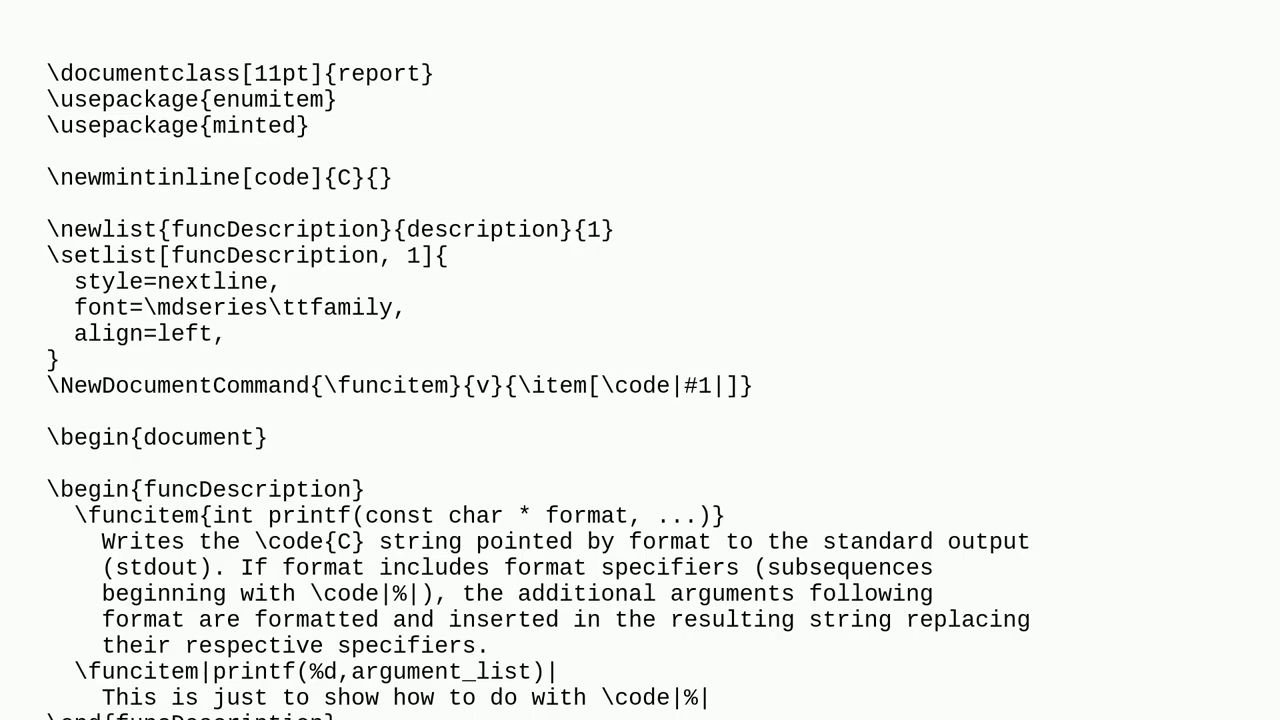 \documentclass[11pt]{report}
\usepackage{enumitem}
\usepackage{minted}

\newmintinline[code]{C}{}

\newlist{funcDescription}{description}{1}
\setlist[funcDescription, 1]{
  style=nextline,
  font=\mdseries\ttfamily,
  align=left,
}
\NewDocumentCommand{\funcitem}{v}{\item[\code|#1|]}

\begin{document}

\begin{funcDescription}
  \funcitem{int printf(const char * format, ...)}
    Writes the \code{C} string pointed by format to the standard output
    (stdout). If format includes format specifiers (subsequences
    beginning with \code|%|), the additional arguments following
    format are formatted and inserted in the resulting string replacing
    their respective specifiers.
  \funcitem|printf(%d,argument_list)|
    This is just to show how to do with \code|%|
\end{funcDescription}